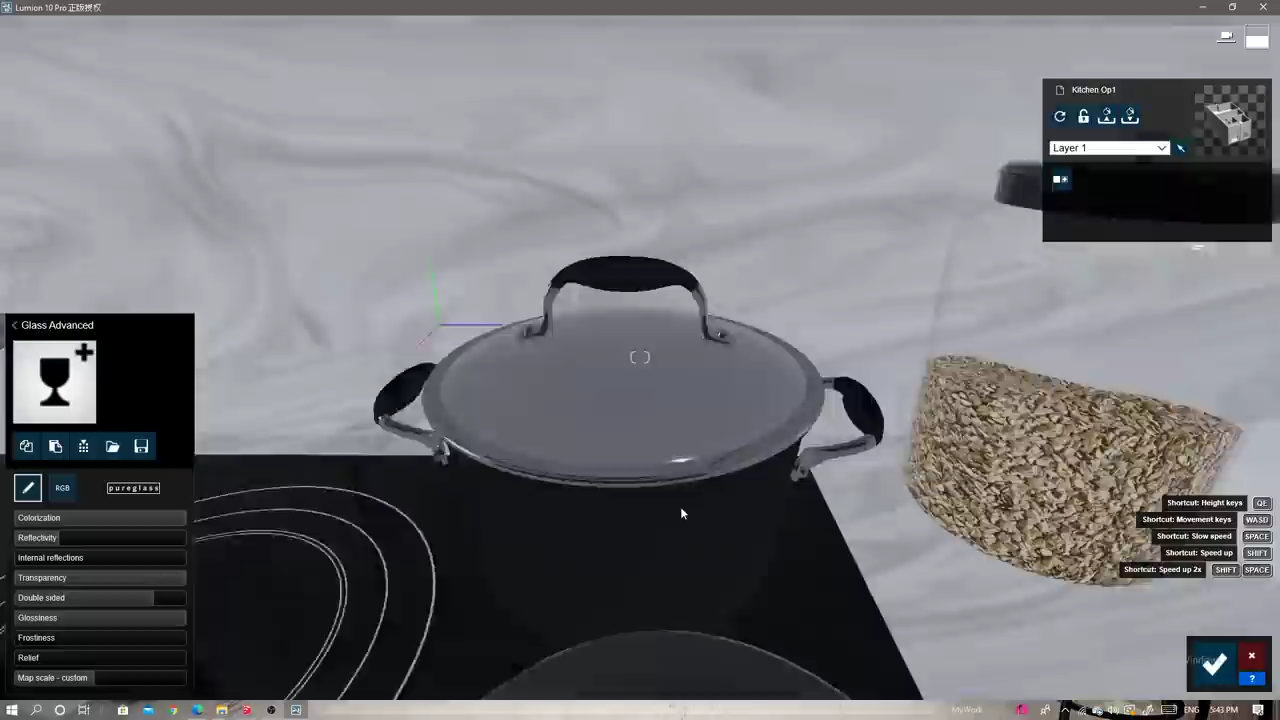 Lumion 10 Pro 正版授权
Kitchen Op1
Layer 1
Glass Advanced
RGB
pureglass
Colorization
Reflectivity
Internal reflections
Transparency
Double sided
Glossiness
Frostiness
Relief
Map scale - custom
Shortcut: Height keys QE
Shortcut: Movement keys WASD
Shortcut: Slow speed SPACE
Shortcut: Speed up SHIFT
Shortcut: Speed up 2x SHIFT SPACE
?
MyWork
ENG
5:43 PM